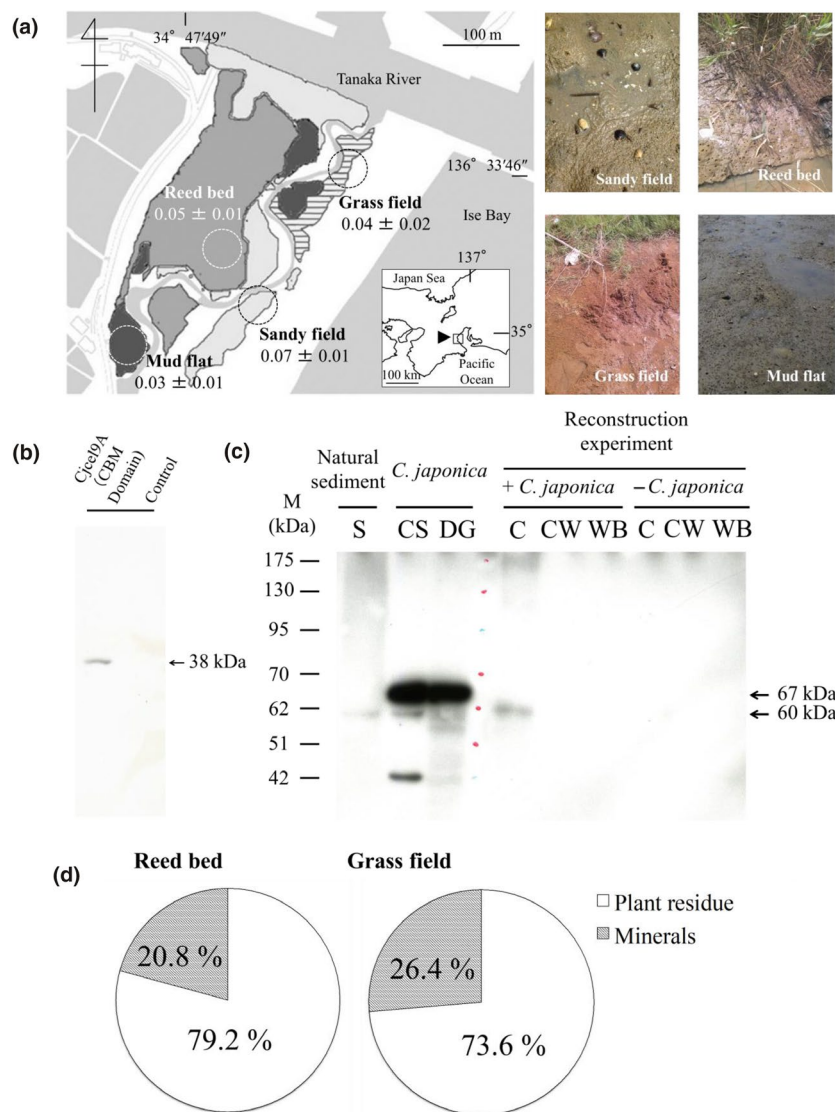 (a)
34° 47′49″
100 m
Tanaka River
136° 33′46″
Reed bed
0.05 ± 0.01
Grass field
0.04 ± 0.02
Ise Bay
137°
Japan Sea
35°
Sandy field
0.07 ± 0.01
Mud flat
0.03 ± 0.01
Pacific
Ocean
100 km
Sandy field
Reed bed
Grass field
Mud flat
(b)
Cjcel9A
(CBM
Domain)
Control
←38 kDa
(c)
Reconstruction
experiment
Natural
sediment
C. japonica
+ C. japonica
−C. japonica
M
(kDa)
S CS DG C CW WB C CW WB
175
130
95
70
62
51
42
← 67 kDa
← 60 kDa
(d)
Reed bed
Grass field
20.8 %
79.2 %
26.4 %
73.6 %
Plant residue
Minerals